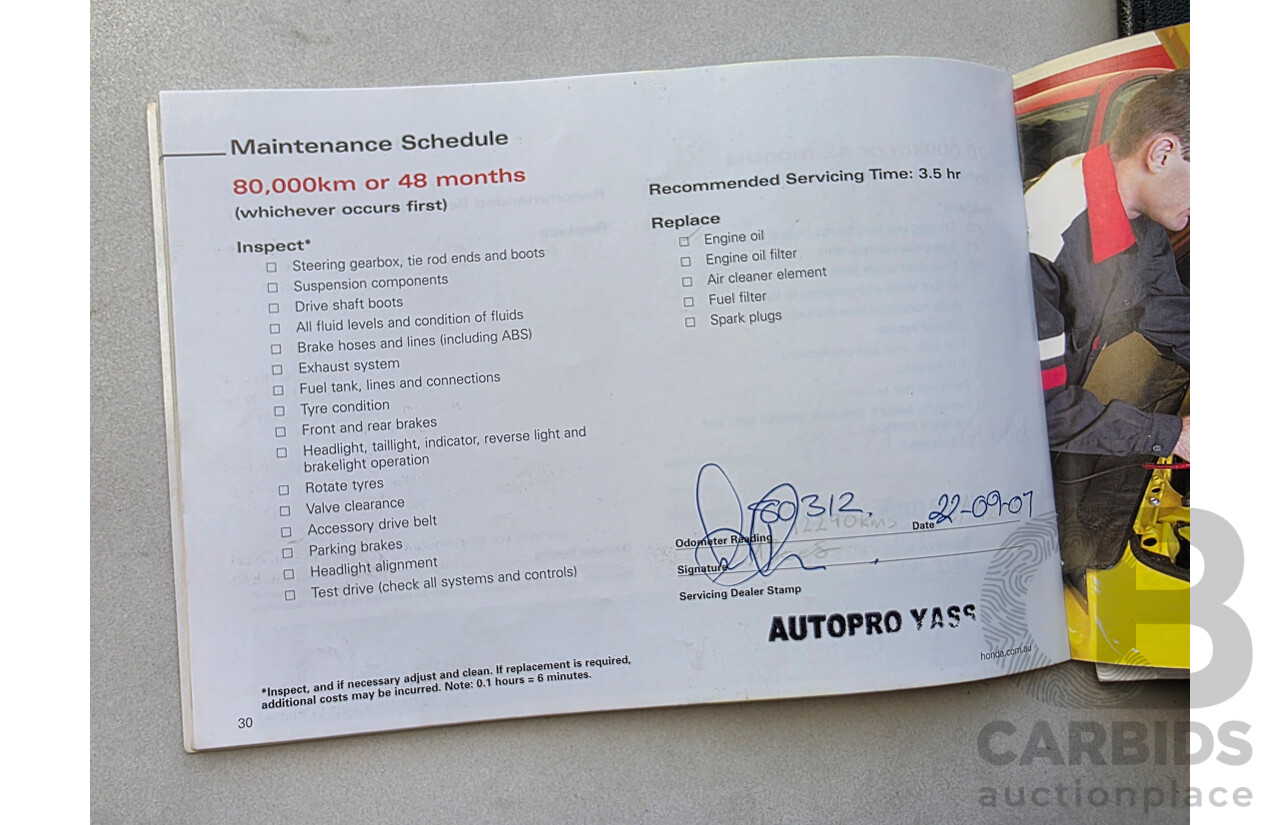 Maintenance Schedule
80,000km or 48 months
(whichever occurs first)
Inspect*
Steering gearbox, tie rod ends and boots
Suspension components
Drive shaft boots
All fluid levels and condition of fluids
Brake hoses and lines (including ABS)
Exhaust system
Fuel tank, lines and connections
Tyre condition
Front and rear brakes
Headlight, taillight, indicator, reverse light and
brakelight operation
Rotate tyres
Valve clearance
Accessory drive belt
Parking brakes
Headlight alignment
Test drive (check all systems and controls)
*Inspect, and if necessary adjust and clean. If replacement is required,
additional costs may be incurred. Note: 0.1 hours = 6 minutes.
30
Recommended Servicing Time: 3.5 hr
Replace
Engine oil
Engine oil filter
Air cleaner element
Fuel filter
Spark plugs
Odometer Reading 80312. Date 22-09-07
Signature
Servicing Dealer Stamp
AUTOPRO YASS
honda.com.au
CB
CARBIDS
auctionplace